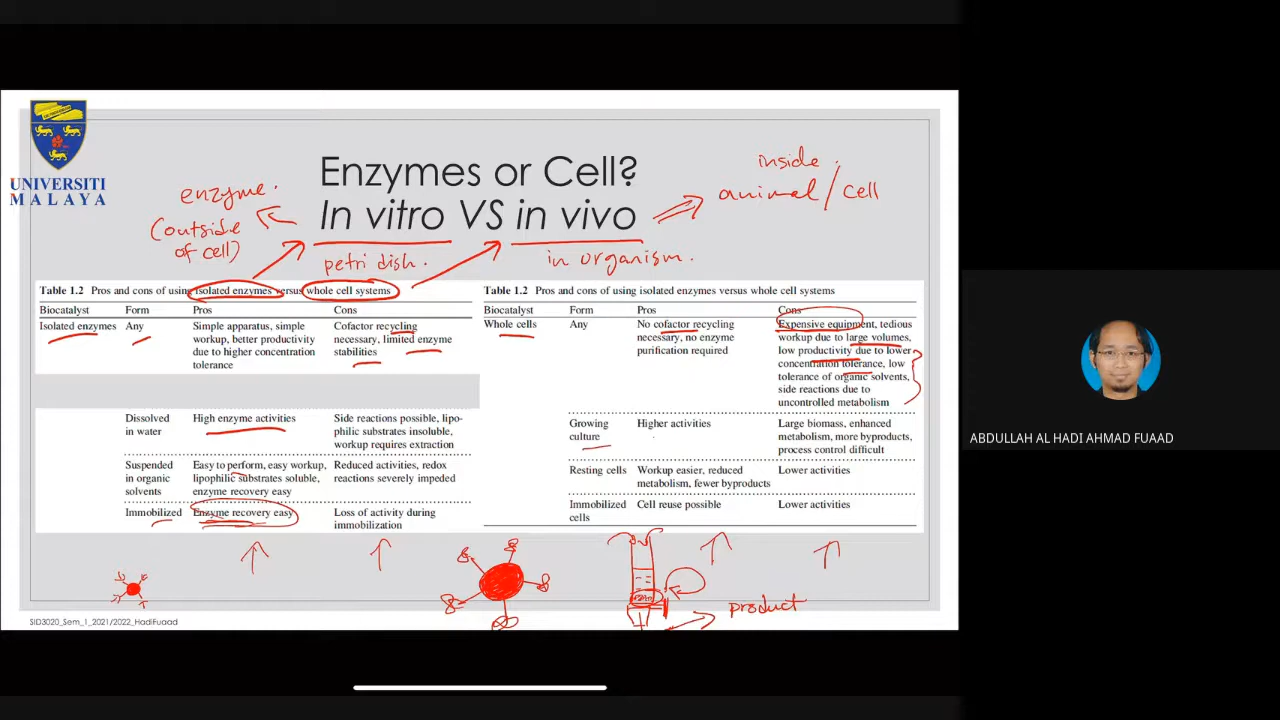 UNIVERSITI
MALAYA
Enzymes or Cell?
In vitro VS in vivo
enzyme.
(outside
of cell)
petri dish.
in organism.
inside
animal / cell
Table 1.2 Pros and cons of using isolated enzymes versus whole cell systems
Biocatalyst Form Pros Cons
Isolated enzymes Any Simple apparatus, simple Cofactor recycling
workup, better productivity necessary, limited enzyme
due to higher concentration stabilities
tolerance
Dissolved High enzyme activities Side reactions possible, lipo-
in water philic substrates insoluble,
workup requires extraction
Suspended Easy to perform, easy workup, Reduced activities, redox
in organic lipophilic substrates soluble, reactions severely impeded
solvents enzyme recovery easy
Immobilized Enzyme recovery easy Loss of activity during
immobilization
Table 1.2 Pros and cons of using isolated enzymes versus whole cell systems
Biocatalyst Form Pros Cons
Whole cells Any No cofactor recycling Expensive equipment, tedious
necessary, no enzyme workup due to large volumes,
purification required low productivity due to lower
concentration tolerance, low
tolerance of organic solvents,
side reactions due to
uncontrolled metabolism
Growing Higher activities Large biomass, enhanced
culture metabolism, more byproducts,
process control difficult
Resting cells Workup easier, reduced Lower activities
metabolism, fewer byproducts
Immobilized Cell reuse possible Lower activities
cells
product
SID3020_Sem_1_2021/2022_HadiFuaad
ABDULLAH AL HADI AHMAD FUAAD